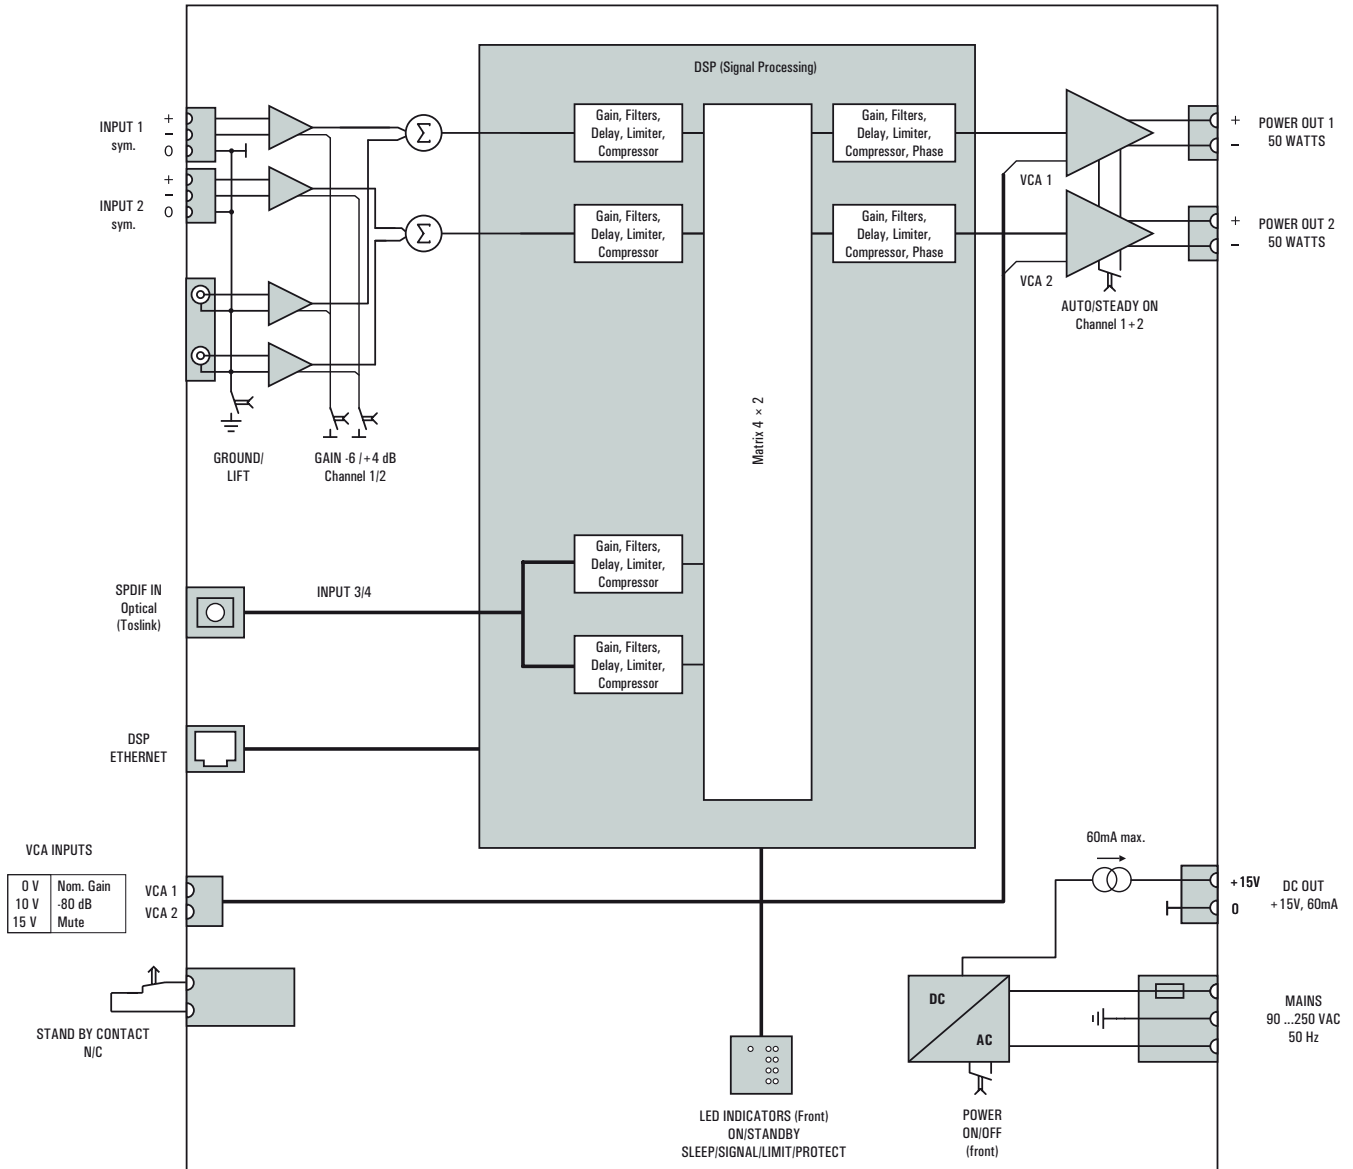 DSP (Signal Processing)
INPUT 1
sym.
+
−
0
INPUT 2
sym.
+
−
0
Σ
Σ
Gain, Filters,
Delay, Limiter,
Compressor
Gain, Filters,
Delay, Limiter,
Compressor
Matrix 4 × 2
Gain, Filters,
Delay, Limiter,
Compressor, Phase
Gain, Filters,
Delay, Limiter,
Compressor, Phase
VCA 1
VCA 2
+
−
POWER OUT 1
50 WATTS
+
−
POWER OUT 2
50 WATTS
AUTO/STEADY ON
Channel 1+2
GROUND/
LIFT
GAIN -6 /+4 dB
Channel 1/2
SPDIF IN
Optical
(Toslink)
INPUT 3/4
Gain, Filters,
Delay, Limiter,
Compressor
Gain, Filters,
Delay, Limiter,
Compressor
DSP
ETHERNET
VCA INPUTS
0 V Nom. Gain
10 V -80 dB
15 V Mute
VCA 1
VCA 2
STAND BY CONTACT
N/C
60mA max.
+15V
0
DC OUT
+15V, 60mA
DC
AC
MAINS
90 ...250 VAC
50 Hz
POWER
ON/OFF
(front)
LED INDICATORS (Front)
ON/STANDBY
SLEEP/SIGNAL/LIMIT/PROTECT